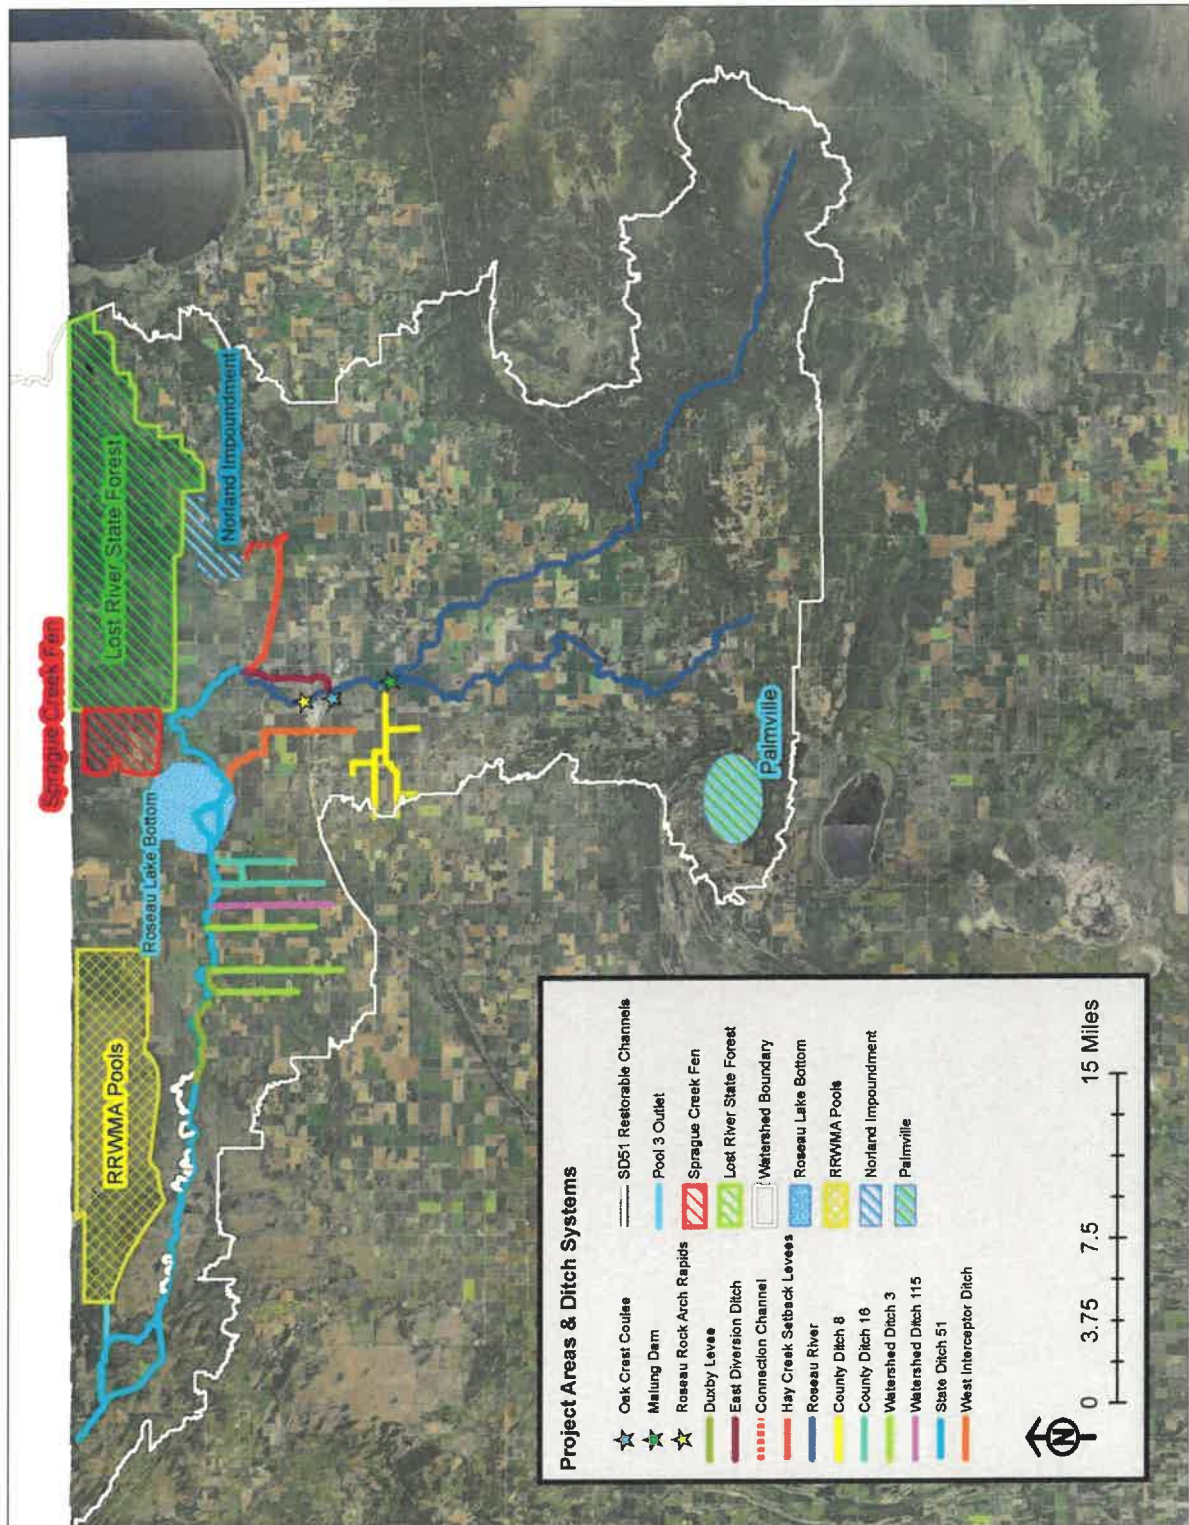 Sprague Creek Fen
Lost River State Forest
Norland Impoundment
Roseau Lake Bottom
RRWMA Pools
Palmville
Project Areas & Ditch Systems
Oak Crest Coulee
Malung Dam
Roseau Rock Arch Rapids
Duxby Levee
East Diversion Ditch
Connection Channel
Hay Creek Setback Levees
Roseau River
County Ditch 8
County Ditch 16
Watershed Ditch 3
Watershed Ditch 115
State Ditch 51
West Interceptor Ditch
SD51 Restorable Channels
Pool 3 Outlet
Sprague Creek Fen
Lost River State Forest
Watershed Boundary
Roseau Lake Bottom
RRWMA Pools
Norland Impoundment
Palmville
N
0 3.75 7.5 15 Miles